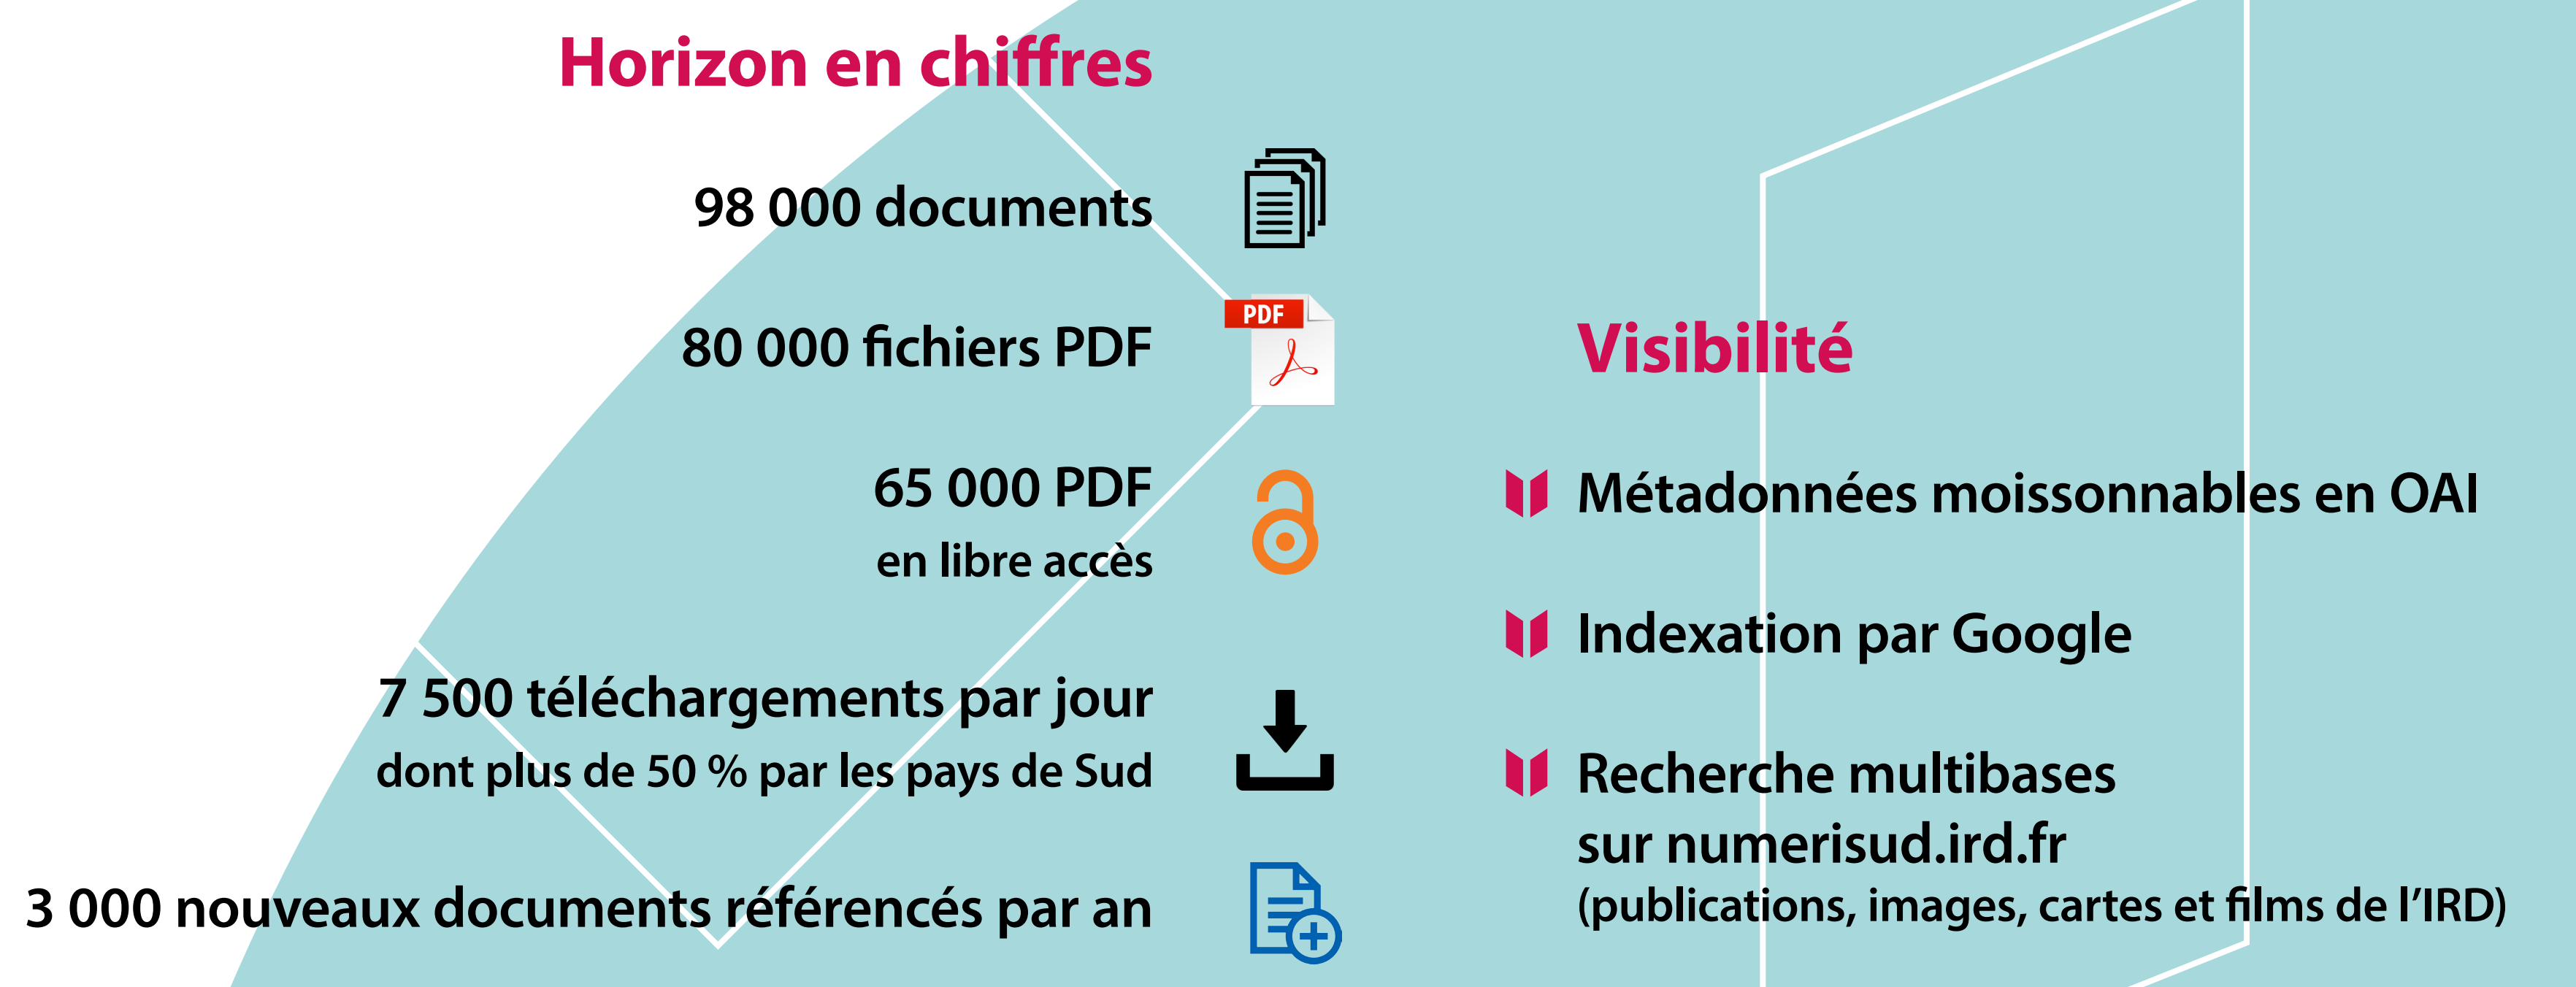 Horizon en chiffres
98 000 documents
80 000 fichiers PDF
PDF
65 000 PDF
en libre accès
7 500 téléchargements par jour
dont plus de 50 % par les pays de Sud
3 000 nouveaux documents référencés par an
Visibilité
Métadonnées moissonnables en OAI
Indexation par Google
Recherche multibases
sur numerisud.ird.fr
(publications, images, cartes et films de l’IRD)